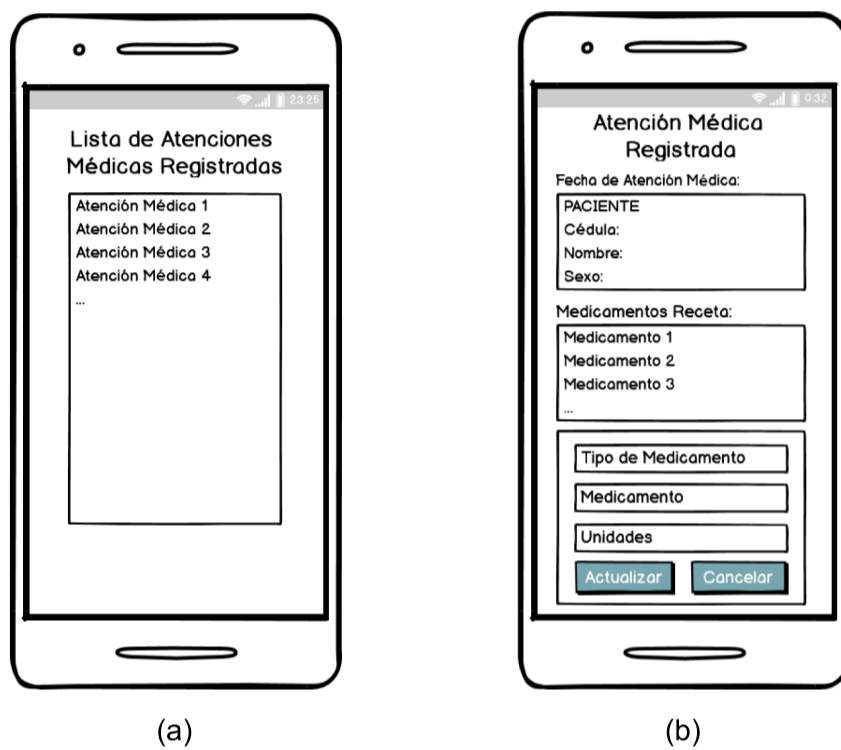 23:25
Lista de Atenciones
Médicas Registradas
Atención Médica 1
Atención Médica 2
Atención Médica 3
Atención Médica 4
...
(a)
0:32
Atención Médica
Registrada
Fecha de Atención Médica:
PACIENTE
Cédula:
Nombre:
Sexo:
Medicamentos Receta:
Medicamento 1
Medicamento 2
Medicamento 3
...
Tipo de Medicamento
Medicamento
Unidades
Actualizar Cancelar
(b)